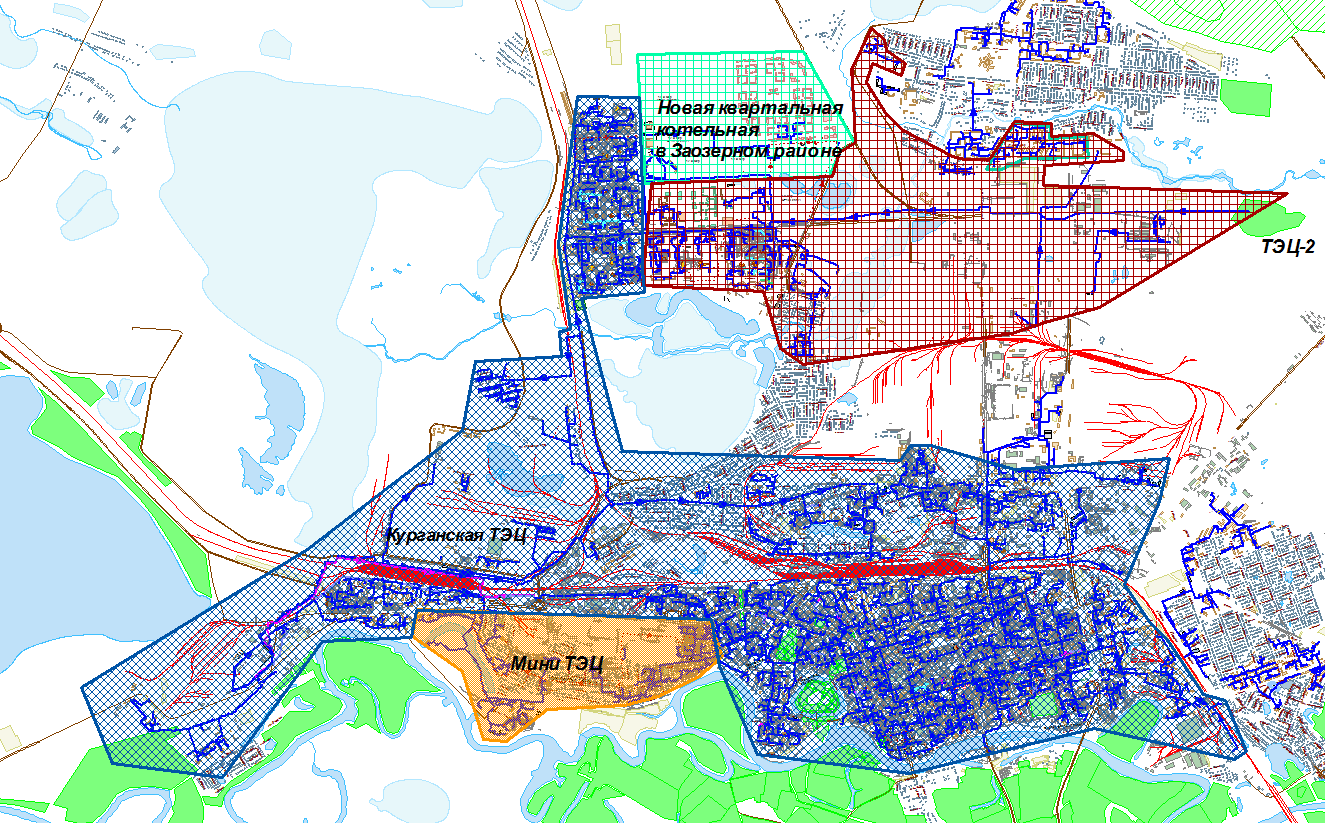 Новая квартальная
котельная
в Заозерном районе
ТЭЦ-2
Курганская ТЭЦ
Мини ТЭЦ